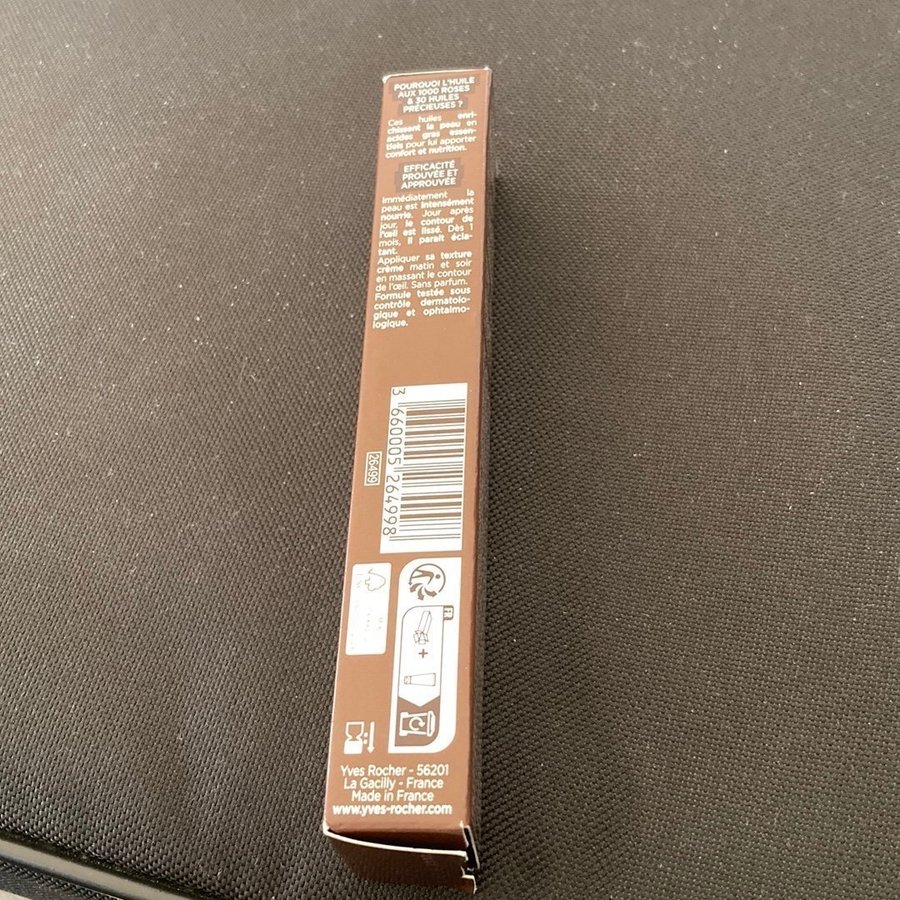 POURQUOI L'HUILE
AUX 1000 ROSES
& 30 HUILES
PRÉCIEUSES ?
Ces huiles enri-
chissent la peau en
acides gras essen-
tiels pour lui apporter
confort et nutrition.
EFFICACITÉ
PROUVÉE ET
APPROUVÉE
Immédiatement la
peau est intensément
nourrie. Jour après
jour, le contour de
l'œil est lissé. Dès 1
mois, il paraît écla-
tant.
Appliquer sa texture
crème matin et soir
en massant le contour
de l'œil. Sans parfum.
Formule testée sous
contrôle dermatolo-
gique et ophtalmo-
logique.
3 660005 264998
26499
FR
+
Yves Rocher - 56201
La Gacilly - France
Made in France
www.yves-rocher.com